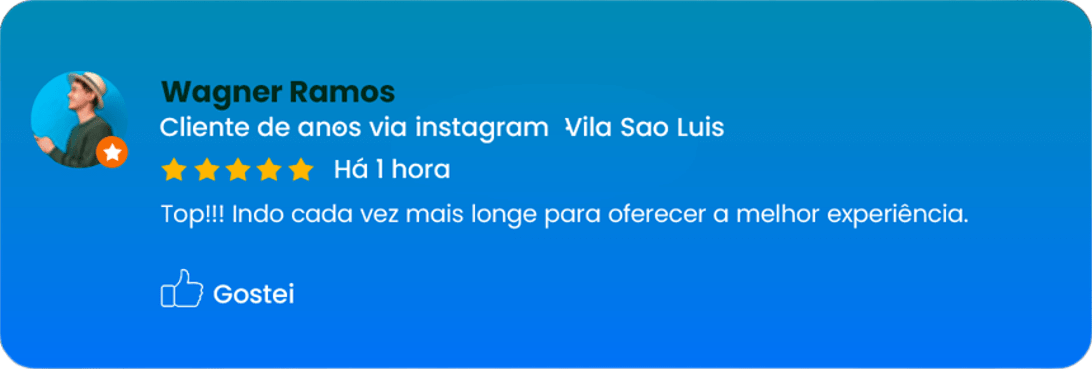 Wagner Ramos
Cliente de anos via instagram Vila Sao Luis
Há 1 hora
Top!!! Indo cada vez mais longe para oferecer a melhor experiência.
Gostei